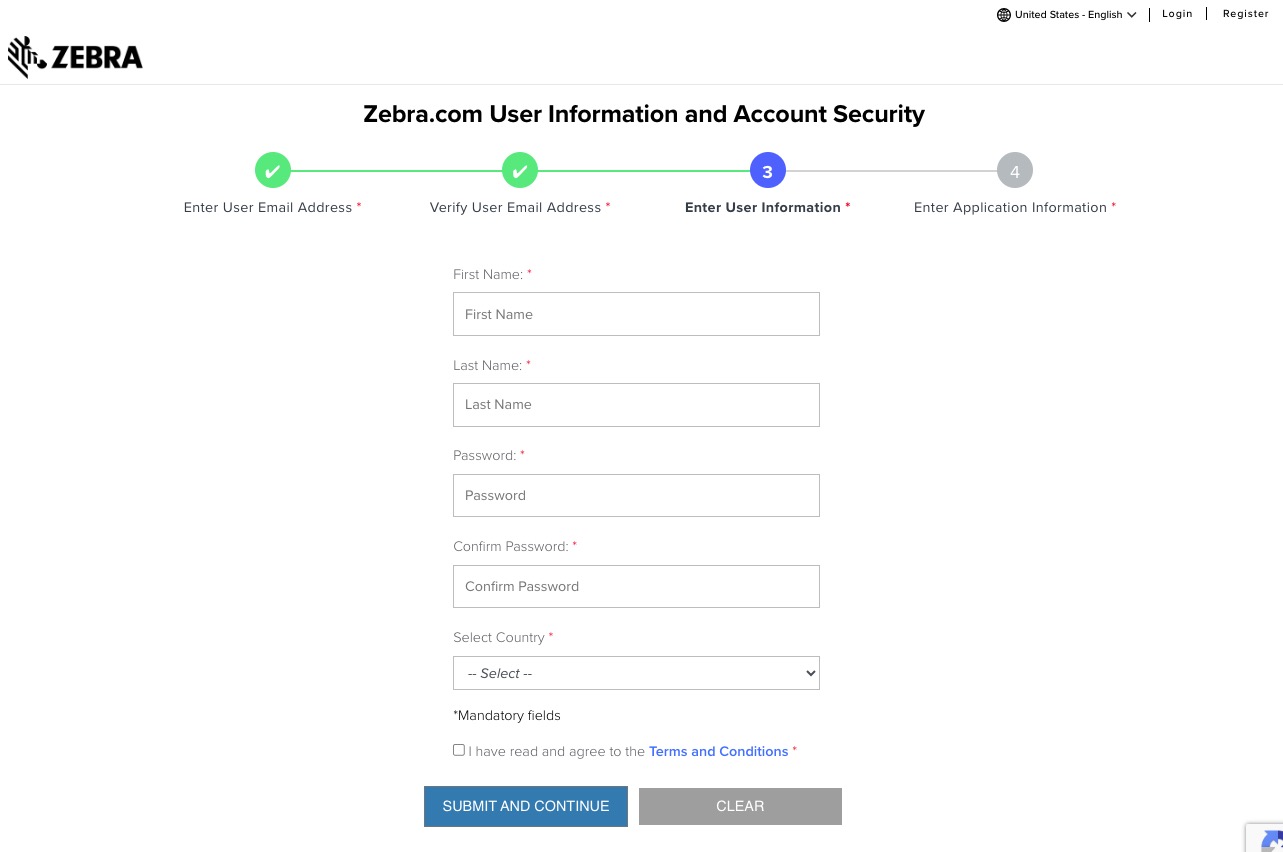 United States - English Login Register
ZEBRA
Zebra.com User Information and Account Security
✔ ✔ 3 4
Enter User Email Address * Verify User Email Address * Enter User Information * Enter Application Information *
First Name: *
First Name
Last Name: *
Last Name
Password: *
Password
Confirm Password: *
Confirm Password
Select Country *
-- Select --
*Mandatory fields
I have read and agree to the Terms and Conditions *
SUBMIT AND CONTINUE CLEAR